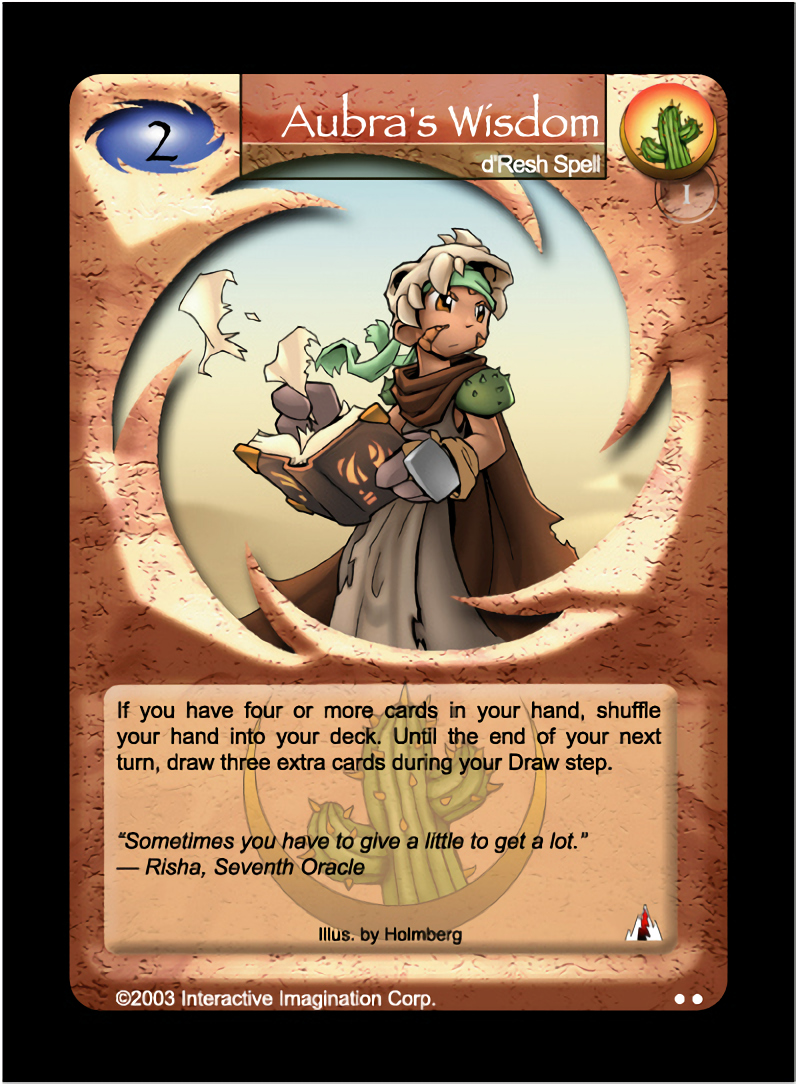 2
Aubra's Wisdom
d'Resh Spell
1
If you have four or more cards in your hand, shuffle
your hand into your deck. Until the end of your next
turn, draw three extra cards during your Draw step.
“Sometimes you have to give a little to get a lot.”
— Risha, Seventh Oracle
Illus. by Holmberg
©2003 Interactive Imagination Corp.